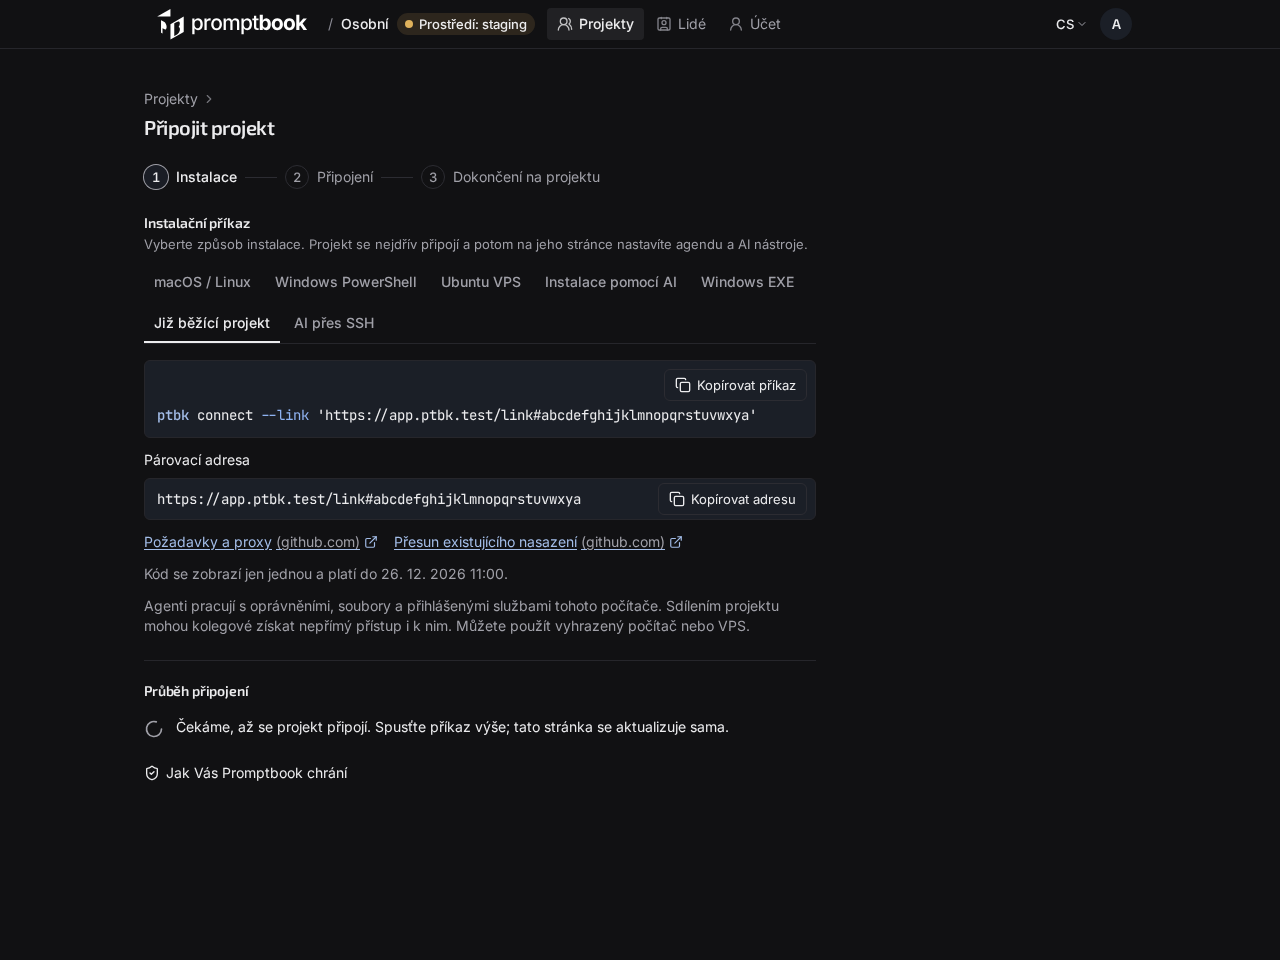 promptbook / Osobní Prostředí: staging Projekty Lidé Účet CS A
Projekty
Připojit projekt
1 Instalace 2 Připojení 3 Dokončení na projektu
Instalační příkaz
Vyberte způsob instalace. Projekt se nejdřív připojí a potom na jeho stránce nastavíte agendu a AI nástroje.
macOS / Linux Windows PowerShell Ubuntu VPS Instalace pomocí AI Windows EXE
Již běžící projekt AI přes SSH
Kopírovat příkaz
ptbk connect --link 'https://app.ptbk.test/link#abcdefghijklmnopqrstuvwxya'
Párovací adresa
https://app.ptbk.test/link#abcdefghijklmnopqrstuvwxya Kopírovat adresu
Požadavky a proxy (github.com) Přesun existujícího nasazení (github.com)
Kód se zobrazí jen jednou a platí do 26. 12. 2026 11:00.
Agenti pracují s oprávněními, soubory a přihlášenými službami tohoto počítače. Sdílením projektu
mohou kolegové získat nepřímý přístup i k nim. Můžete použít vyhrazený počítač nebo VPS.
Průběh připojení
Čekáme, až se projekt připojí. Spusťte příkaz výše; tato stránka se aktualizuje sama.
Jak Vás Promptbook chrání